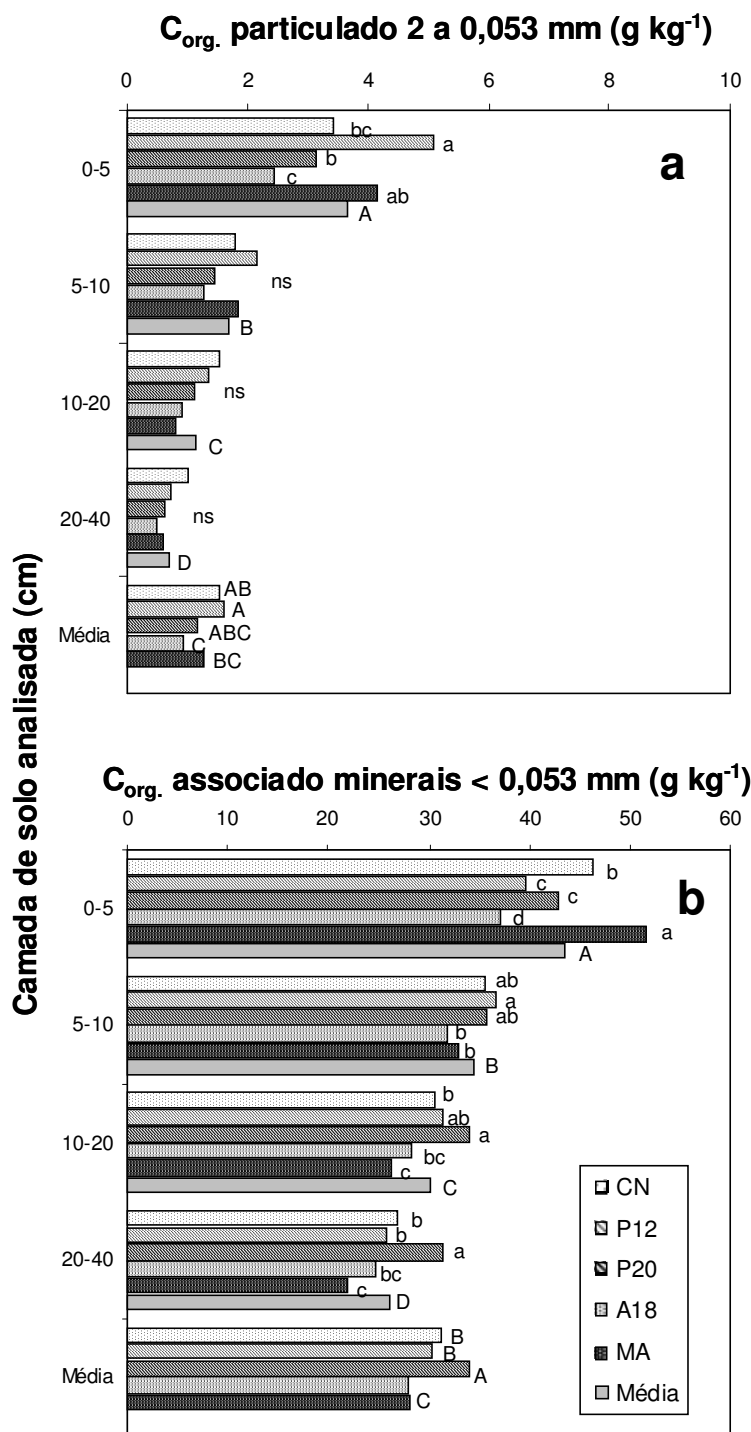 C_org. particulado 2 a 0,053 mm (g kg⁻¹)
0 2 4 6 8 10
a
0-5
bc
a
b
c
ab
A
5-10
ns
B
10-20
ns
C
20-40
ns
D
Média
AB
A
ABC
C
BC
Camada de solo analisada (cm)
C_org. associado minerais < 0,053 mm (g kg⁻¹)
0 10 20 30 40 50 60
b
0-5
b
c
c
d
a
A
5-10
ab
a
ab
b
b
B
10-20
b
ab
a
bc
c
C
20-40
b
b
a
bc
c
D
Média
B
B
A
C
CN
P12
P20
A18
MA
Média